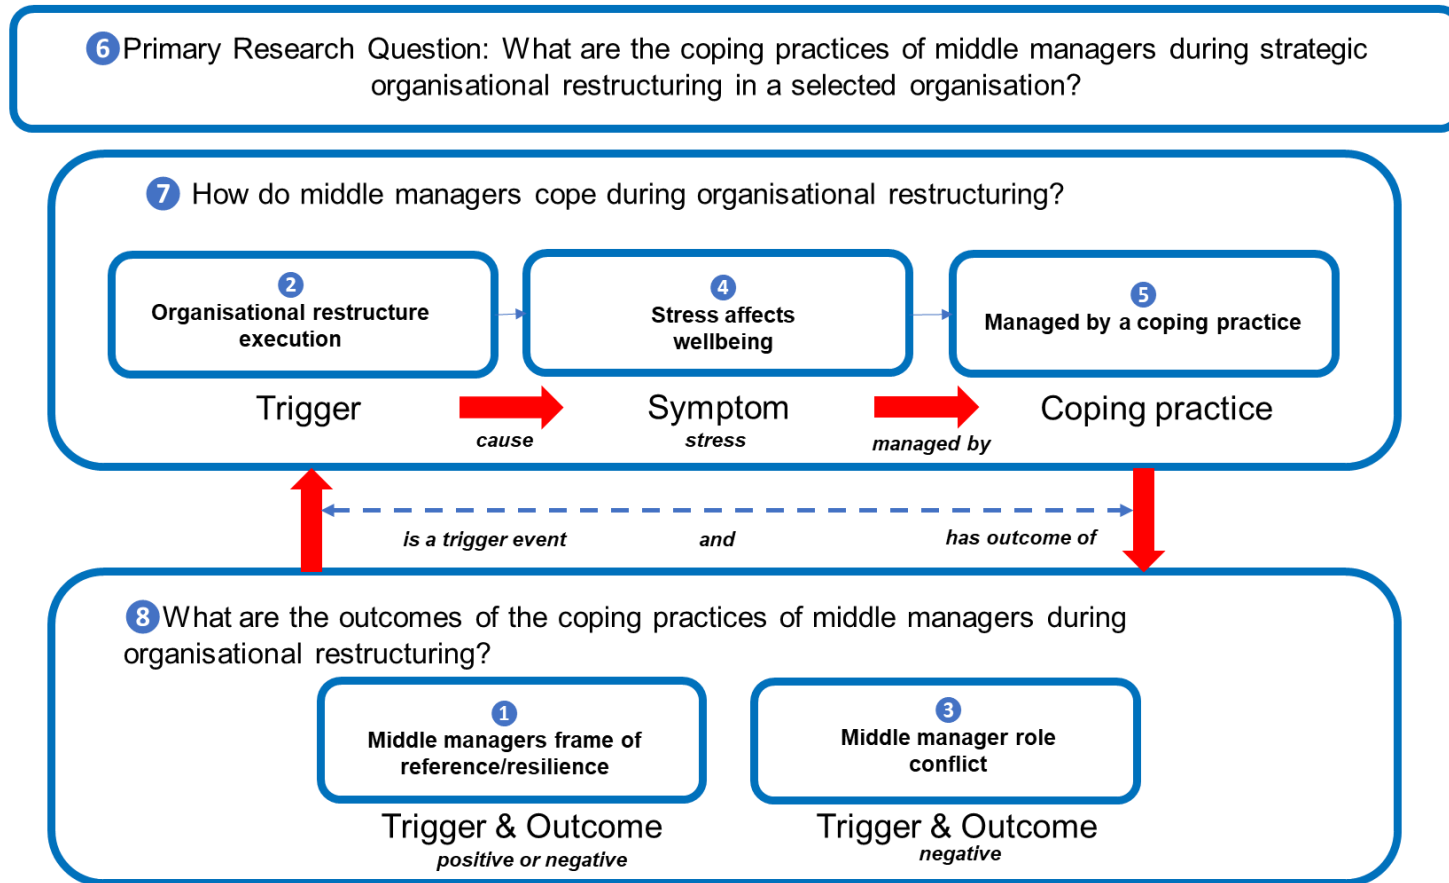 6 Primary Research Question: What are the coping practices of middle managers during strategic
organisational restructuring in a selected organisation?
7 How do middle managers cope during organisational restructuring?
2
Organisational restructure
execution
4
Stress affects
wellbeing
5
Managed by a coping practice
Trigger
cause
Symptom
stress
managed by
Coping practice
is a trigger event
and
has outcome of
8 What are the outcomes of the coping practices of middle managers during
organisational restructuring?
1
Middle managers frame of
reference/resilience
3
Middle manager role
conflict
Trigger & Outcome
positive or negative
Trigger & Outcome
negative